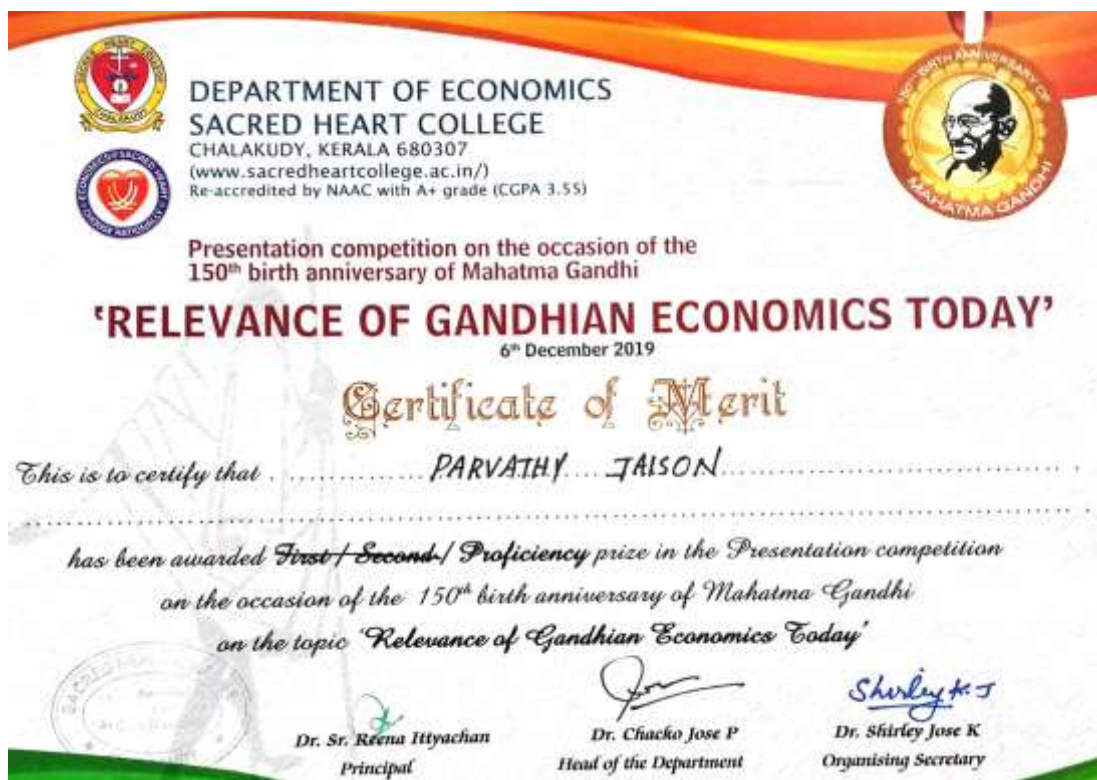 DEPARTMENT OF ECONOMICS
SACRED HEART COLLEGE
CHALAKUDY, KERALA 680307
(www.sacredheartcollege.ac.in/)
Re-accredited by NAAC with A+ grade (CGPA 3.55)
150TH BIRTH ANNIVERSARY OF
MAHATMA GANDHI
Presentation competition on the occasion of the
150th birth anniversary of Mahatma Gandhi
‘RELEVANCE OF GANDHIAN ECONOMICS TODAY’
6th December 2019
Certificate of Merit
This is to certify that PARVATHY JAISON
has been awarded First / Second / Proficiency prize in the Presentation competition
on the occasion of the 150th birth anniversary of Mahatma Gandhi
on the topic ‘Relevance of Gandhian Economics Today’
Shirley K. J
Dr. Sr. Reena Ittyachan
Dr. Chacko Jose P
Dr. Shirley Jose K
Principal
Head of the Department
Organising Secretary